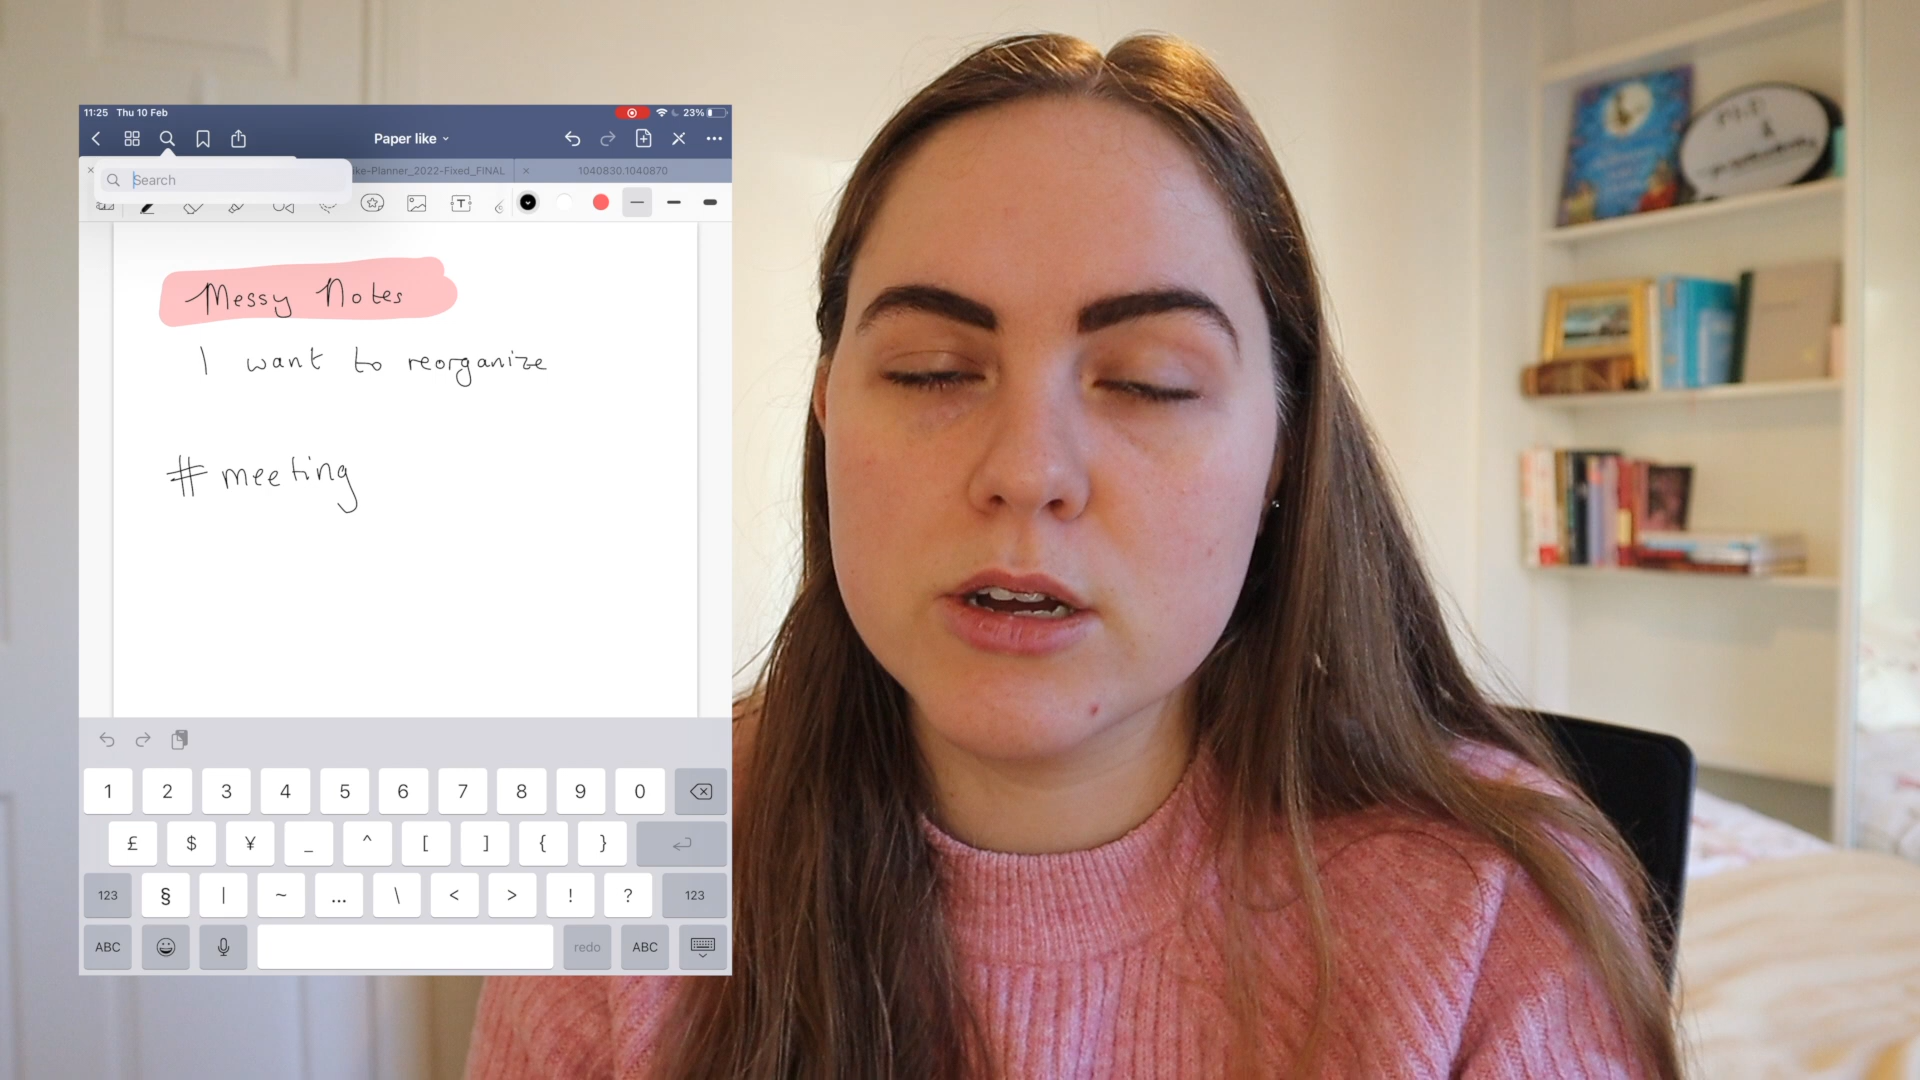 11:25 Thu 10 Feb 23%
Paper like
Search
ike-Planner_2022-Fixed_FINAL
1040830.1040870
T
Messy Notes
I want to reorganize
#meeting
1 2 3 4 5 6 7 8 9 0
£ $ ¥ _ ^ [ ] { }
123 § | ~ ... \ < > ! ? 123
ABC redo ABC